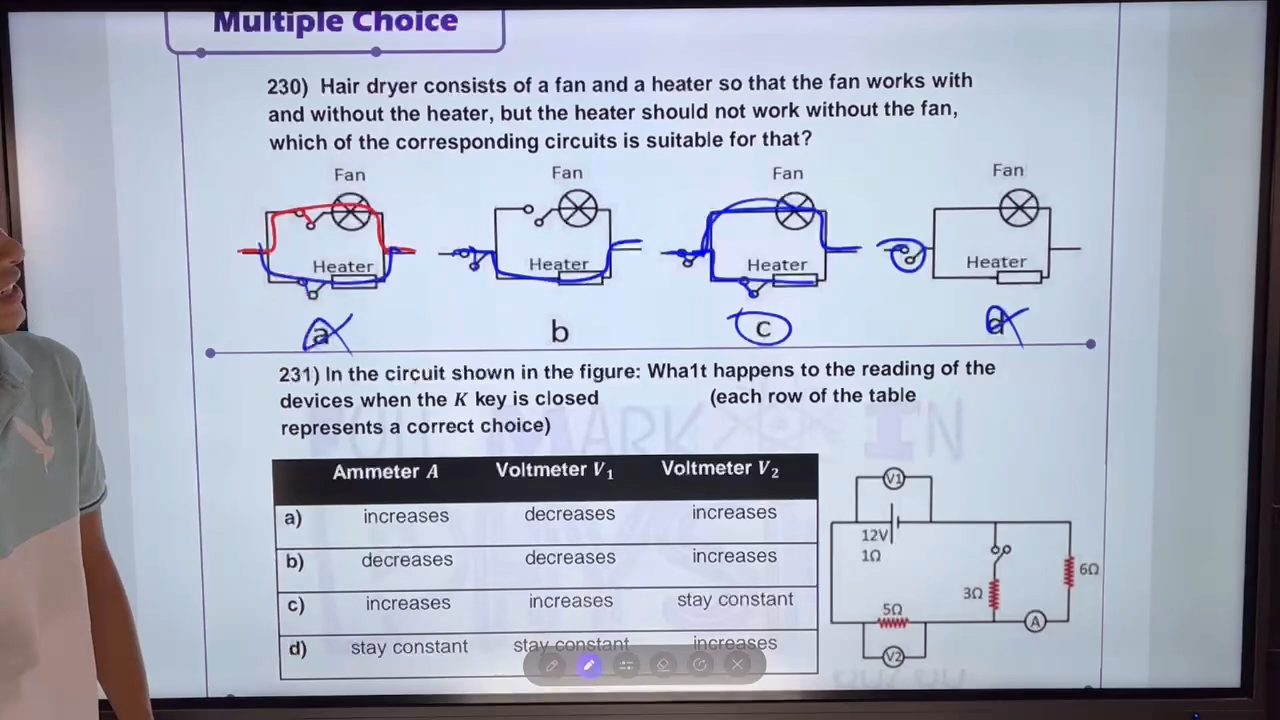 Multiple Choice
230) Hair dryer consists of a fan and a heater so that the fan works with
and without the heater, but the heater should not work without the fan,
which of the corresponding circuits is suitable for that?
Fan Fan Fan Fan
Heater Heater Heater Heater
a b c d
231) In the circuit shown in the figure: Wha1t happens to the reading of the
devices when the K key is closed (each row of the table
represents a correct choice)
Ammeter A Voltmeter V₁ Voltmeter V₂
a) increases decreases increases
b) decreases decreases increases
c) increases increases stay constant
d) stay constant stay constant increases
V1
12V
1Ω
6Ω
3Ω
5Ω
A
V2